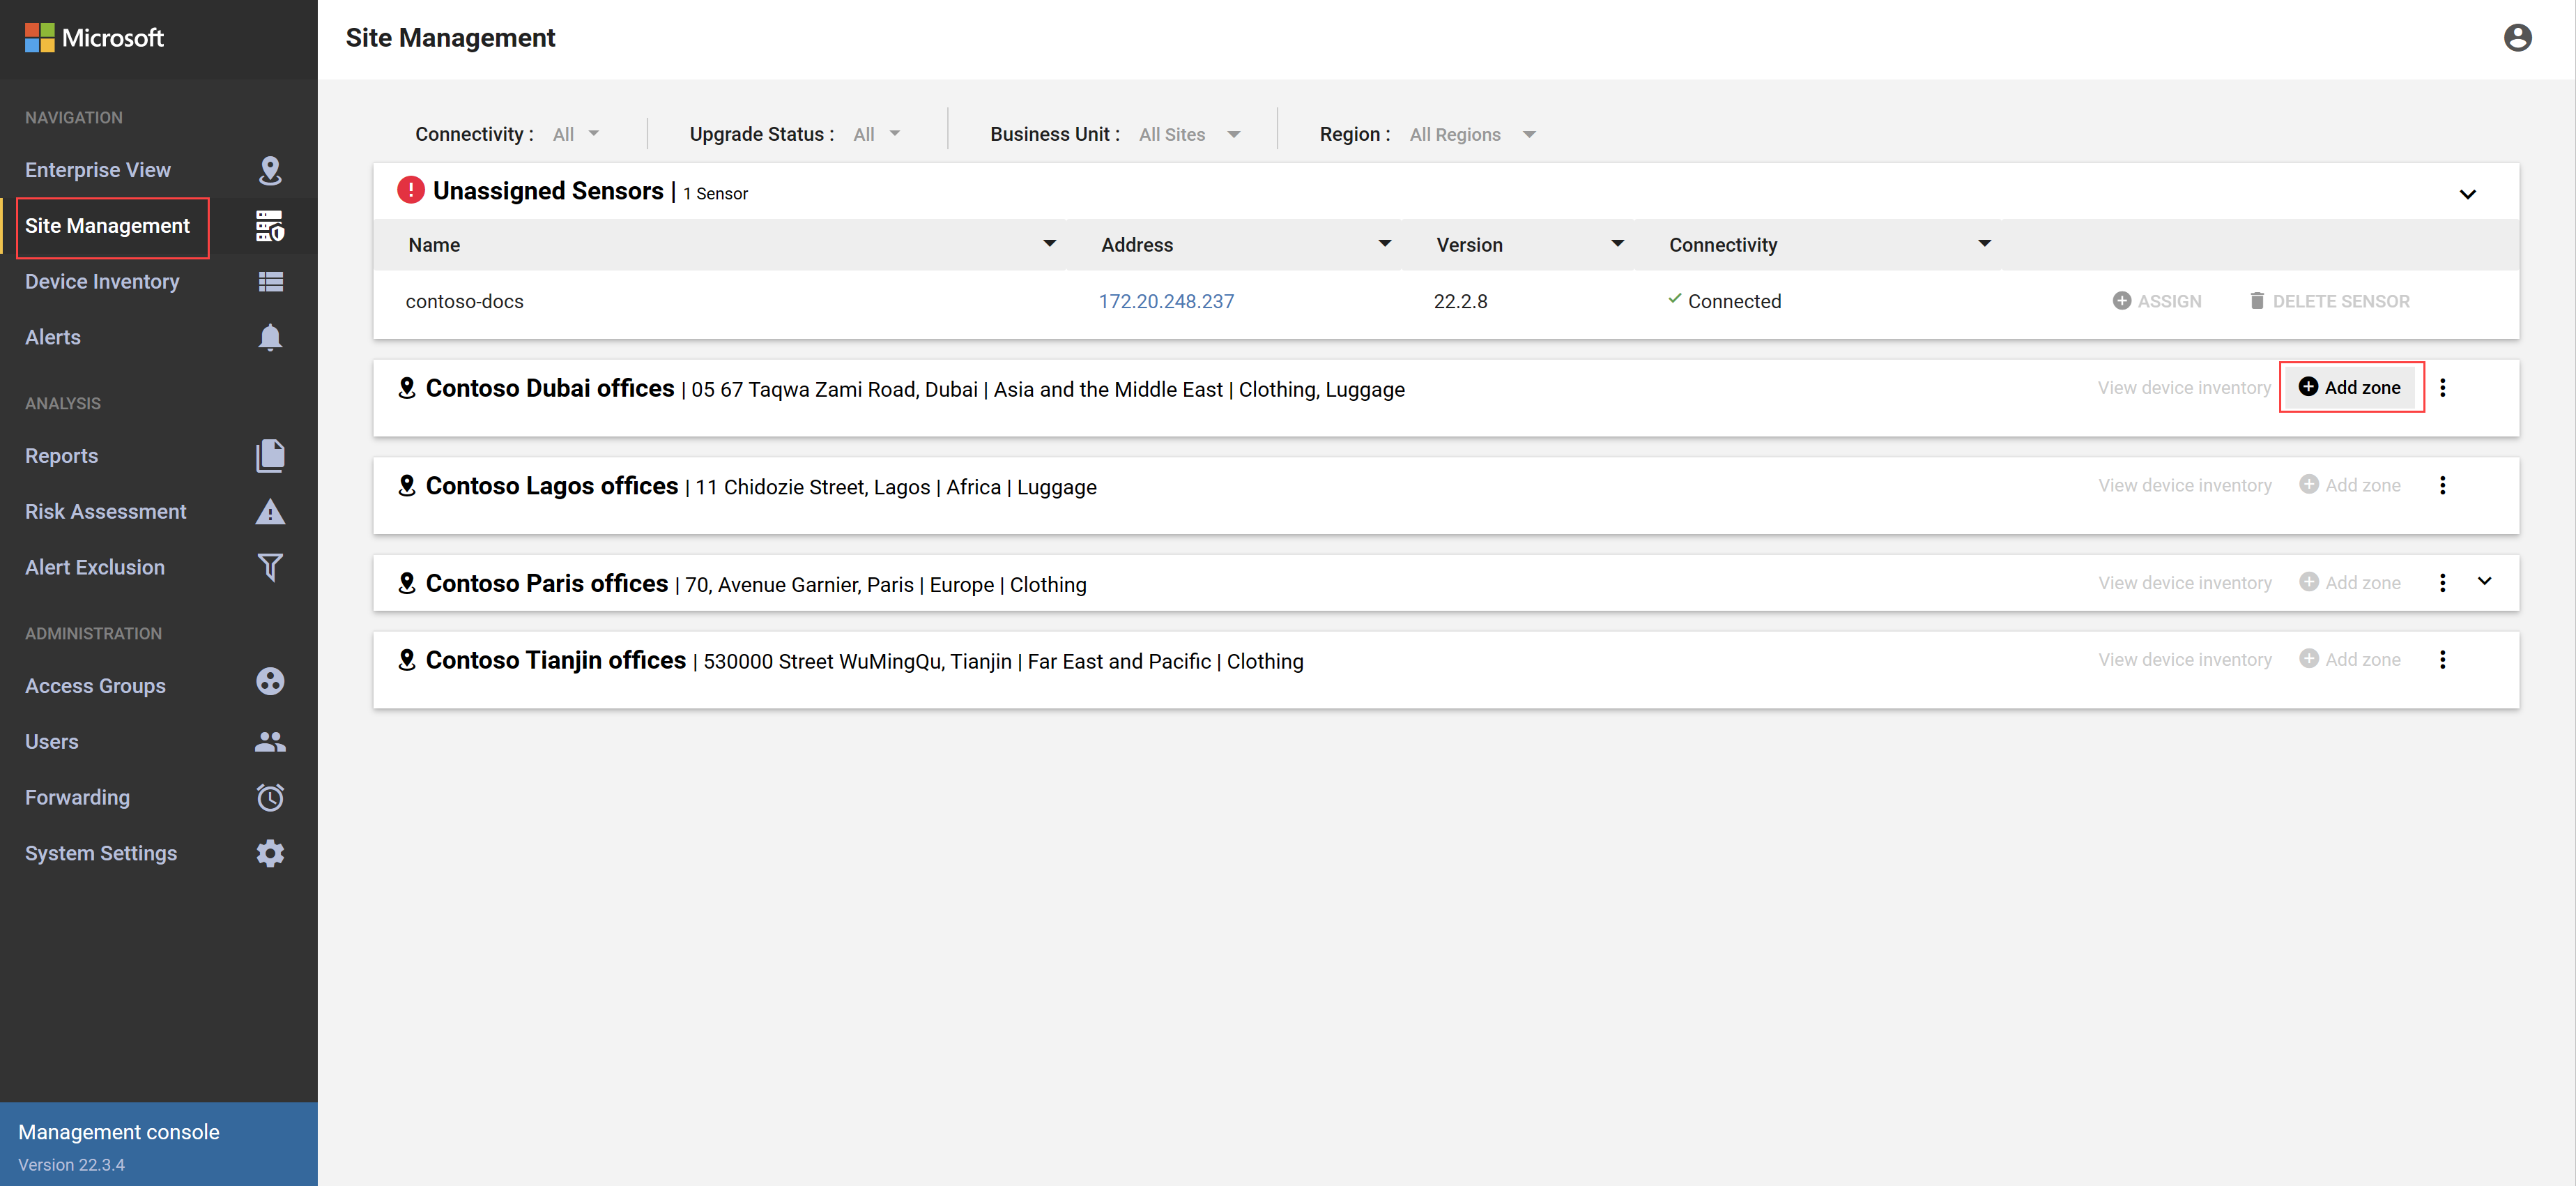 Microsoft
Site Management
NAVIGATION
Enterprise View
Site Management
Device Inventory
Alerts
ANALYSIS
Reports
Risk Assessment
Alert Exclusion
ADMINISTRATION
Access Groups
Users
Forwarding
System Settings
Management console
Version 22.3.4
Connectivity : All Upgrade Status : All Business Unit : All Sites Region : All Regions
Unassigned Sensors | 1 Sensor
Name Address Version Connectivity
contoso-docs 172.20.248.237 22.2.8 Connected ASSIGN DELETE SENSOR
Contoso Dubai offices | 05 67 Taqwa Zami Road, Dubai | Asia and the Middle East | Clothing, Luggage View device inventory Add zone
Contoso Lagos offices | 11 Chidozie Street, Lagos | Africa | Luggage View device inventory Add zone
Contoso Paris offices | 70, Avenue Garnier, Paris | Europe | Clothing View device inventory Add zone
Contoso Tianjin offices | 530000 Street WuMingQu, Tianjin | Far East and Pacific | Clothing View device inventory Add zone